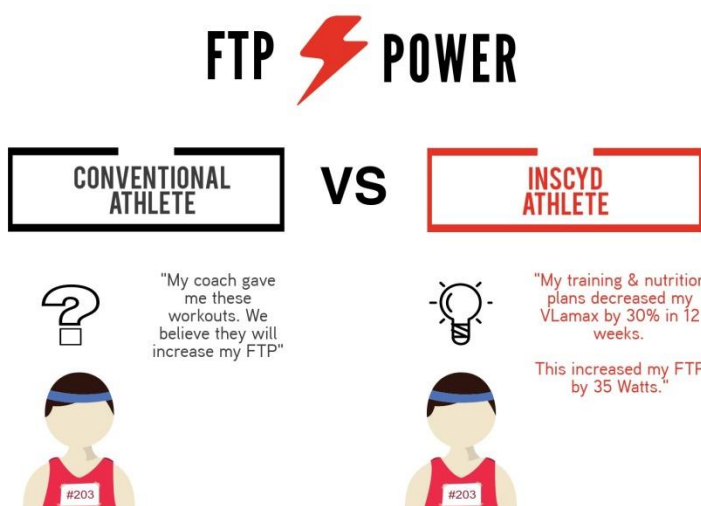 FTP POWER
CONVENTIONAL
ATHLETE
VS
INSCYD
ATHLETE
"My coach gave
me these
workouts. We
believe they will
increase my FTP"
"My training & nutrition
plans decreased my
VLamax by 30% in 12
weeks.
This increased my FTP
by 35 Watts."
#203
#203